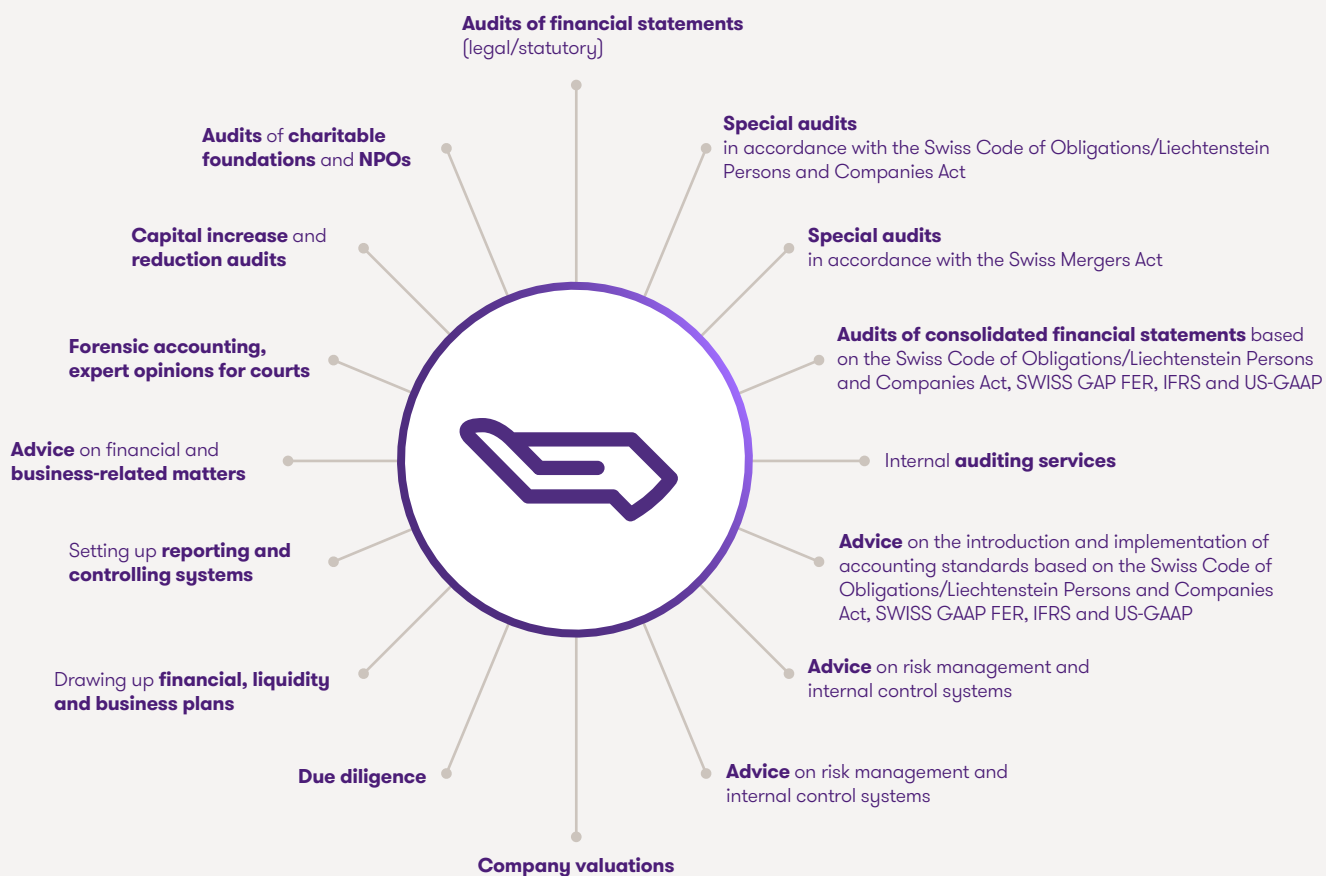 Audits of financial statements
(legal/statutory)
Special audits
in accordance with the Swiss Code of Obligations/Liechtenstein
Persons and Companies Act
Special audits
in accordance with the Swiss Mergers Act
Audits of consolidated financial statements based
on the Swiss Code of Obligations/Liechtenstein Persons
and Companies Act, SWISS GAP FER, IFRS and US-GAAP
Internal auditing services
Advice on the introduction and implementation of
accounting standards based on the Swiss Code of
Obligations/Liechtenstein Persons and Companies
Act, SWISS GAAP FER, IFRS and US-GAAP
Advice on risk management and
internal control systems
Advice on risk management and
internal control systems
Company valuations
Due diligence
Drawing up financial, liquidity
and business plans
Setting up reporting and
controlling systems
Advice on financial and
business-related matters
Forensic accounting,
expert opinions for courts
Capital increase and
reduction audits
Audits of charitable
foundations and NPOs